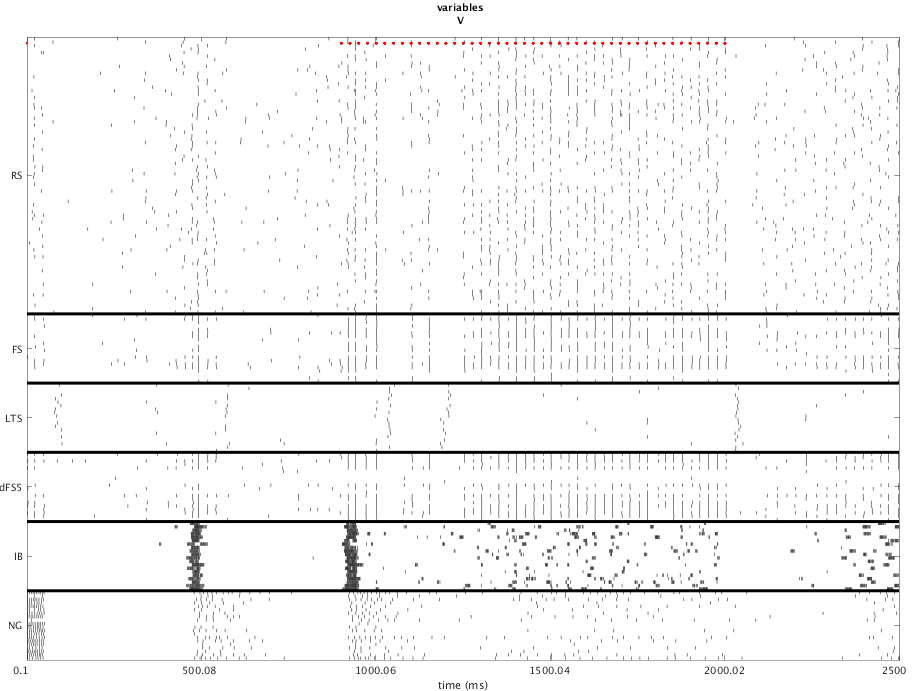 variables
V
RS
FS
LTS
dFS5
IB
NG
0.1
500.08
1000.06
1500.04
2000.02
2500
time (ms)